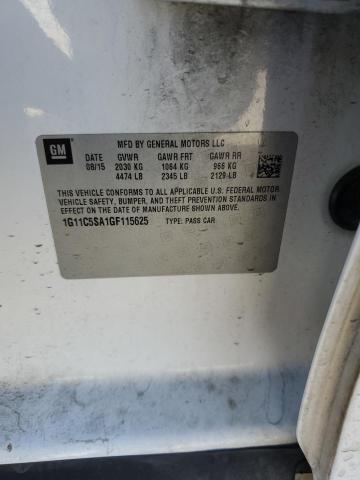 GM
MFD BY GENERAL MOTORS LLC
DATE GVWR GAWR FRT GAWR RR
08/15 2030 KG 1064 KG 966 KG
4474 LB 2345 LB 2129 LB
THIS VEHICLE CONFORMS TO ALL APPLICABLE U.S. FEDERAL MOTOR
VEHICLE SAFETY, BUMPER, AND THEFT PREVENTION STANDARDS
IN EFFECT ON THE DATE OF MANUFACTURE SHOWN ABOVE.
1G11C5SA1GF115625 TYPE: PASS CAR